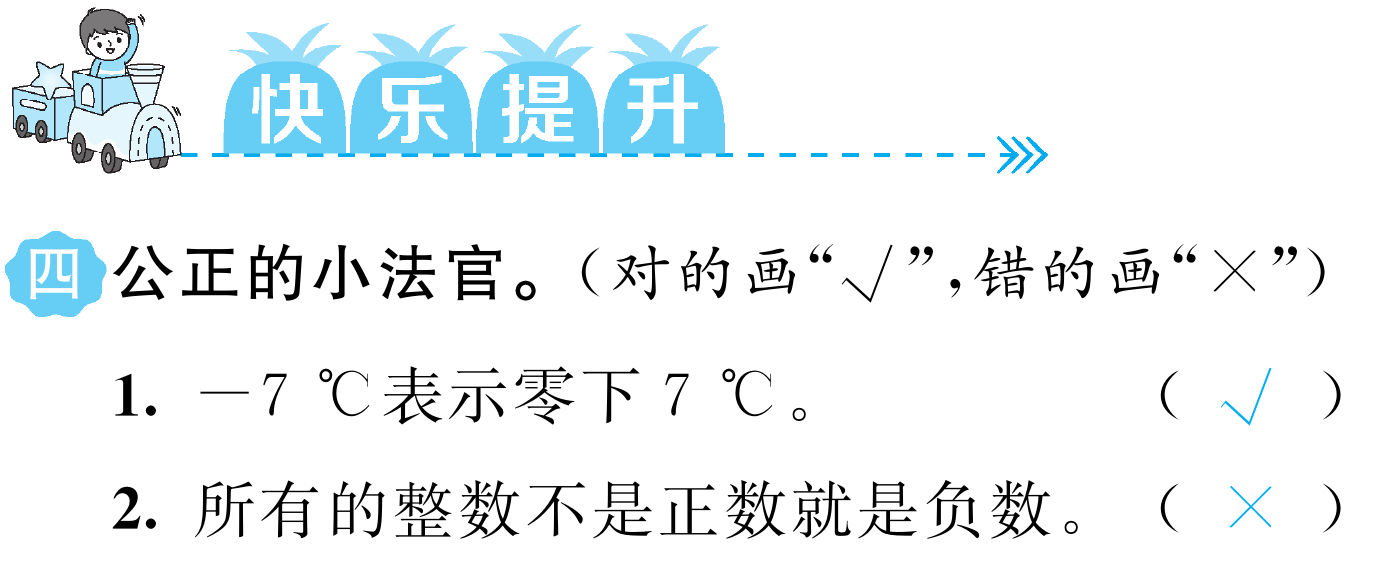 快乐提升
四 公正的小法官。(对的画“√”,错的画“×”)
1. －7 ℃表示零下 7 ℃。 ( √ )
2. 所有的整数不是正数就是负数。 ( × )